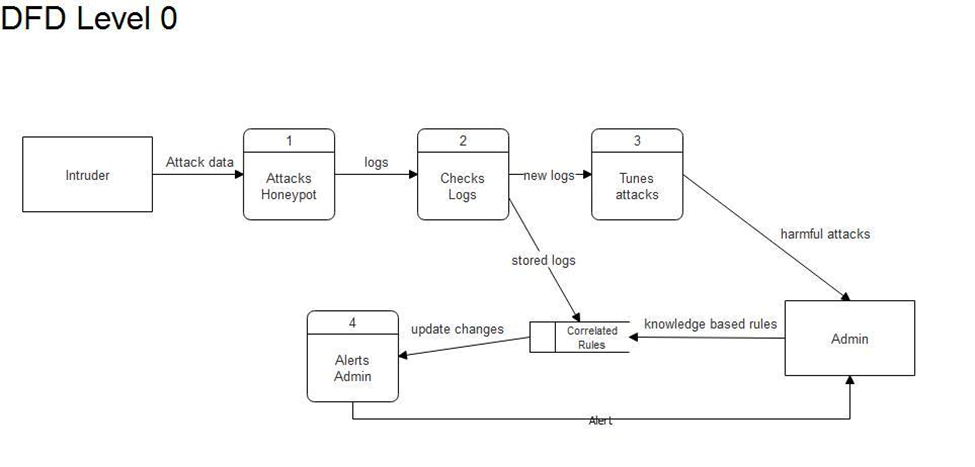 DFD Level 0
Intruder
Attack data
1
Attacks
Honeypot
logs
2
Checks
Logs
new logs
3
Tunes
attacks
harmful attacks
stored logs
Admin
knowledge based rules
Correlated
Rules
update changes
4
Alerts
Admin
Alert